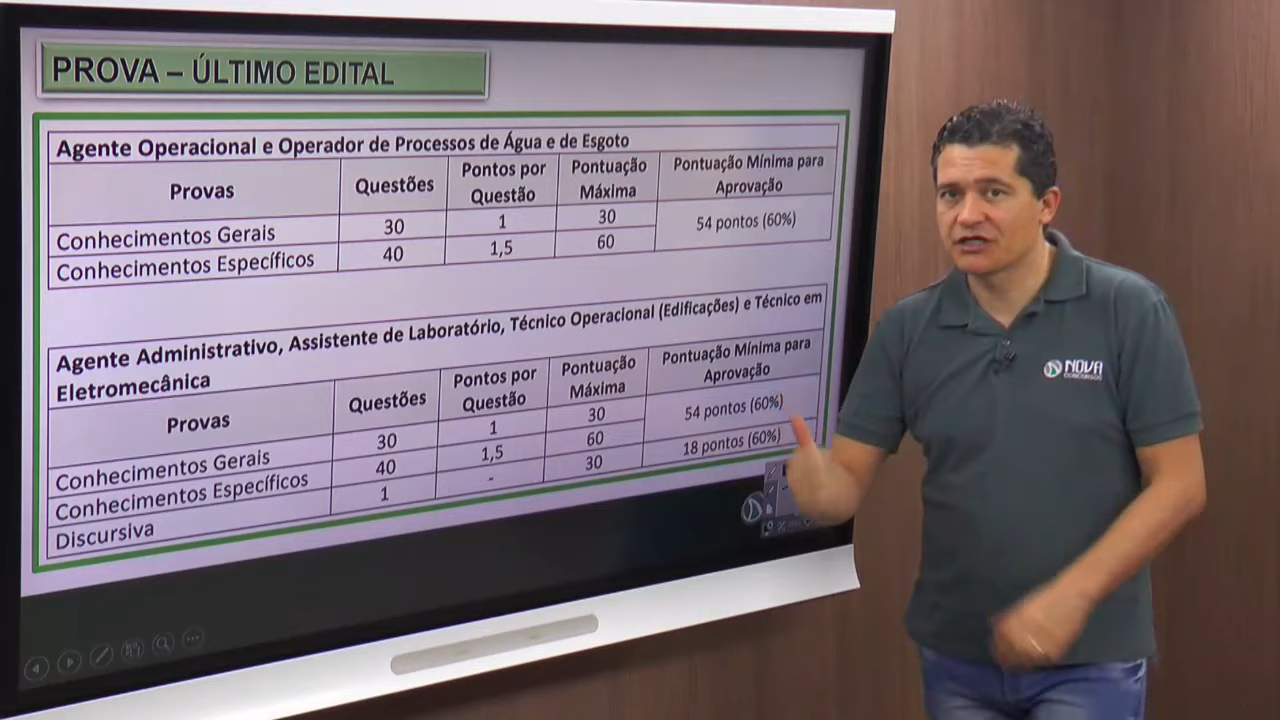 PROVA – ÚLTIMO EDITAL
Agente Operacional e Operador de Processos de Água e de Esgoto
Provas Questões Pontos por Questão Pontuação Máxima Pontuação Mínima para Aprovação
Conhecimentos Gerais 30 1 30 54 pontos (60%)
Conhecimentos Específicos 40 1,5 60
Agente Administrativo, Assistente de Laboratório, Técnico Operacional (Edificações) e Técnico em
Eletromecânica
Provas Questões Pontos por Questão Pontuação Máxima Pontuação Mínima para Aprovação
Conhecimentos Gerais 30 1 30 54 pontos (60%)
Conhecimentos Específicos 40 1,5 60
Discursiva 1 - 30 18 pontos (60%)
NOVA
CONCURSOS